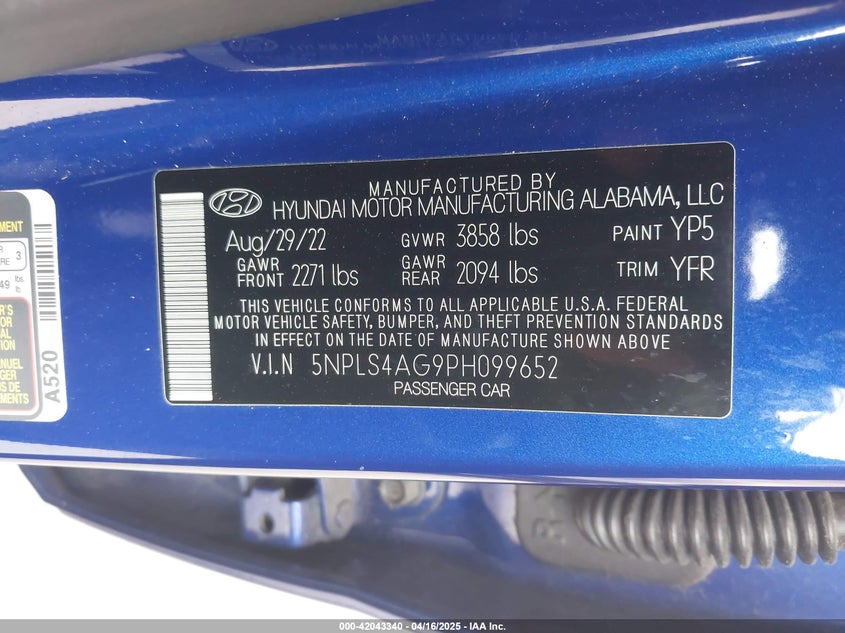 MANUFACTURED BY
HYUNDAI MOTOR MANUFACTURING ALABAMA, LLC
Aug/29/22 GVWR 3858 lbs PAINT YP5
GAWR FRONT 2271 lbs GAWR REAR 2094 lbs TRIM YFR
THIS VEHICLE CONFORMS TO ALL APPLICABLE U.S.A. FEDERAL
MOTOR VEHICLE SAFETY, BUMPER, AND THEFT PREVENTION STANDARDS
IN EFFECT ON THE DATE OF MANUFACTURE SHOWN ABOVE
V.I.N 5NPLS4AG9PH099652
PASSENGER CAR
3
lbs.
A520
000-42043340 - 04/16/2025 - IAA Inc.